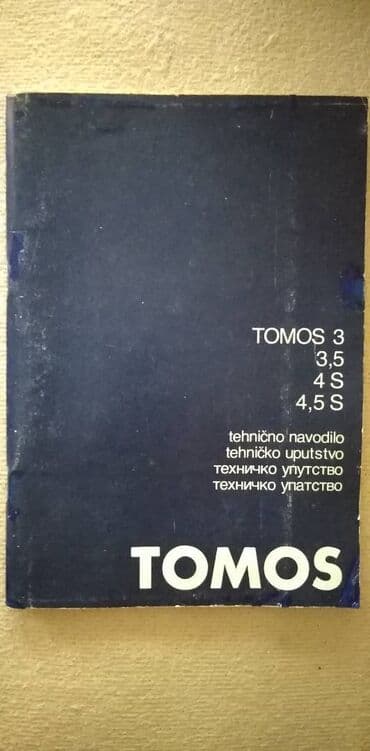 TOMOS 3
3,5
4 S
4,5 S
tehnično navodilo
tehničko uputstvo
техничко упутство
техничко упатство
TOMOS